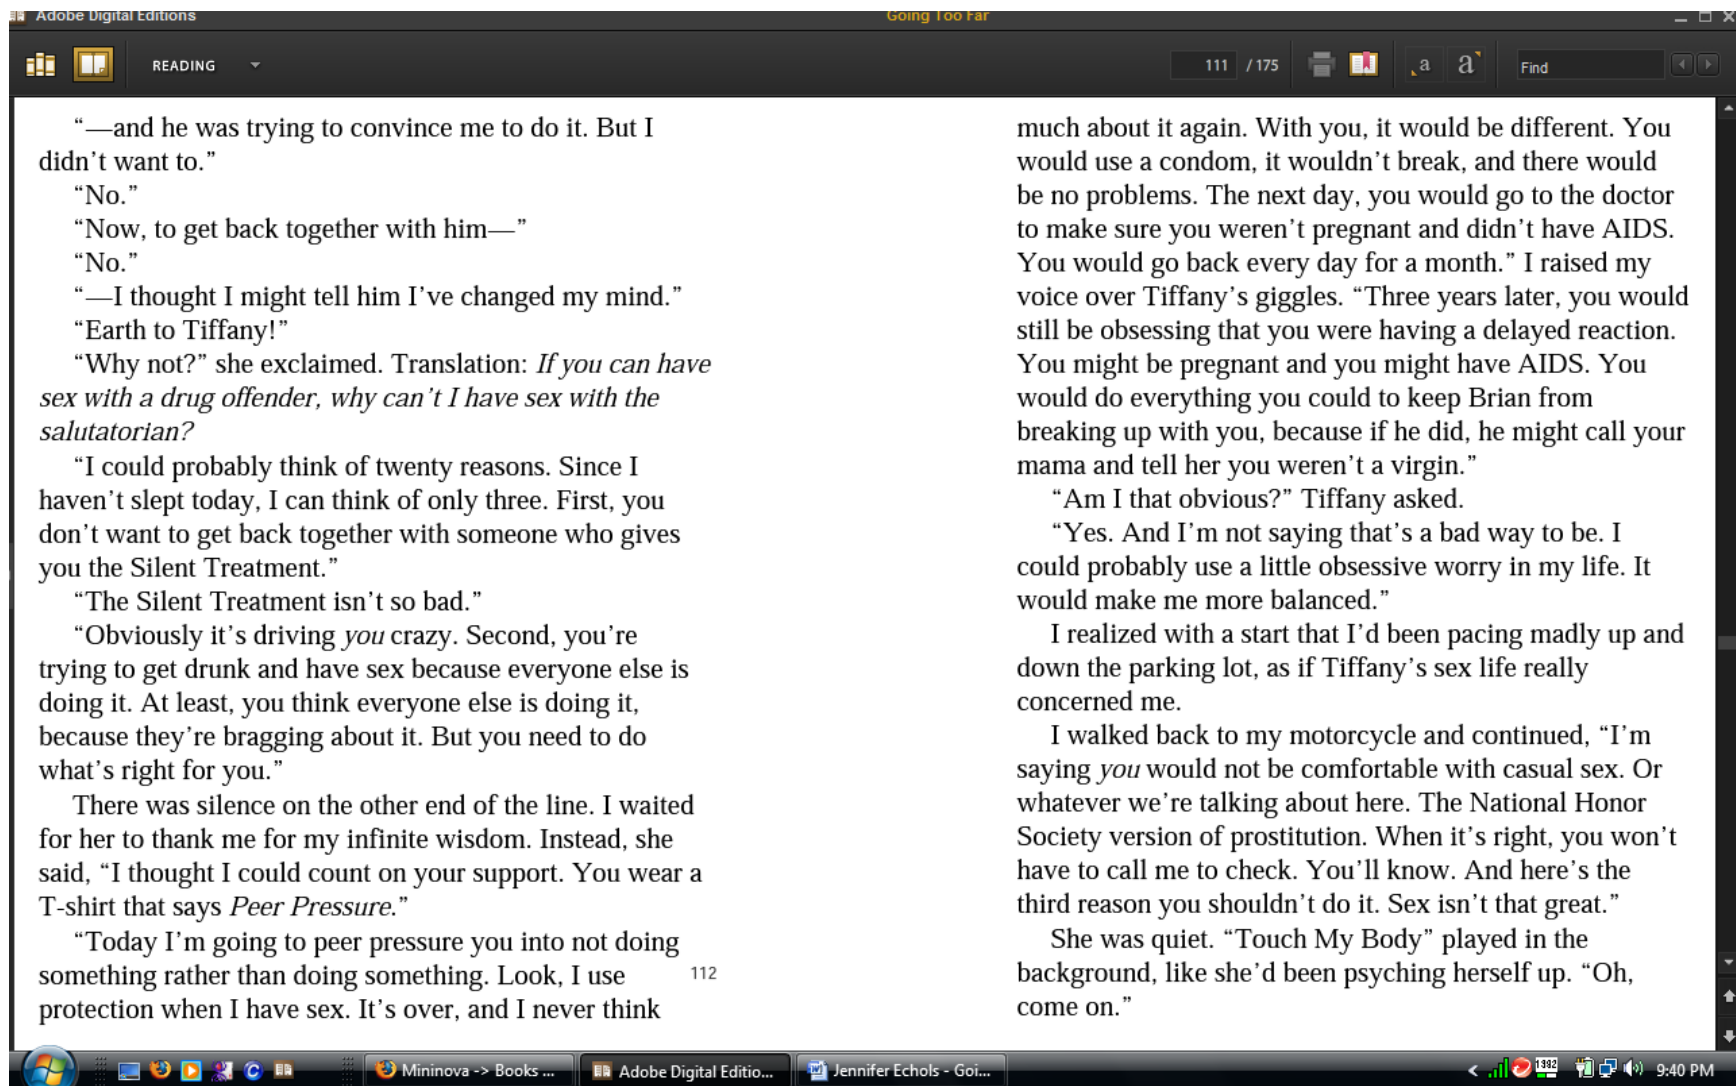 Adobe Digital Editions
Going Too Far
READING
111 / 175
a
a
Find
“—and he was trying to convince me to do it. But I
didn’t want to.”
“No.”
“Now, to get back together with him—”
“No.”
“—I thought I might tell him I’ve changed my mind.”
“Earth to Tiffany!”
“Why not?” she exclaimed. Translation: If you can have
sex with a drug offender, why can’t I have sex with the
salutatorian?
“I could probably think of twenty reasons. Since I
haven’t slept today, I can think of only three. First, you
don’t want to get back together with someone who gives
you the Silent Treatment.”
“The Silent Treatment isn’t so bad.”
“Obviously it’s driving you crazy. Second, you’re
trying to get drunk and have sex because everyone else is
doing it. At least, you think everyone else is doing it,
because they’re bragging about it. But you need to do
what’s right for you.”
There was silence on the other end of the line. I waited
for her to thank me for my infinite wisdom. Instead, she
said, “I thought I could count on your support. You wear a
T-shirt that says Peer Pressure.”
“Today I’m going to peer pressure you into not doing
something rather than doing something. Look, I use
112
protection when I have sex. It’s over, and I never think
much about it again. With you, it would be different. You
would use a condom, it wouldn’t break, and there would
be no problems. The next day, you would go to the doctor
to make sure you weren’t pregnant and didn’t have AIDS.
You would go back every day for a month.” I raised my
voice over Tiffany’s giggles. “Three years later, you would
still be obsessing that you were having a delayed reaction.
You might be pregnant and you might have AIDS. You
would do everything you could to keep Brian from
breaking up with you, because if he did, he might call your
mama and tell her you weren’t a virgin.”
“Am I that obvious?” Tiffany asked.
“Yes. And I’m not saying that’s a bad way to be. I
could probably use a little obsessive worry in my life. It
would make me more balanced.”
I realized with a start that I’d been pacing madly up and
down the parking lot, as if Tiffany’s sex life really
concerned me.
I walked back to my motorcycle and continued, “I’m
saying you would not be comfortable with casual sex. Or
whatever we’re talking about here. The National Honor
Society version of prostitution. When it’s right, you won’t
have to call me to check. You’ll know. And here’s the
third reason you shouldn’t do it. Sex isn’t that great.”
She was quiet. “Touch My Body” played in the
background, like she’d been psyching herself up. “Oh,
come on.”
Mininova -> Books ...
Adobe Digital Editio...
Jennifer Echols - Goi...
9:40 PM